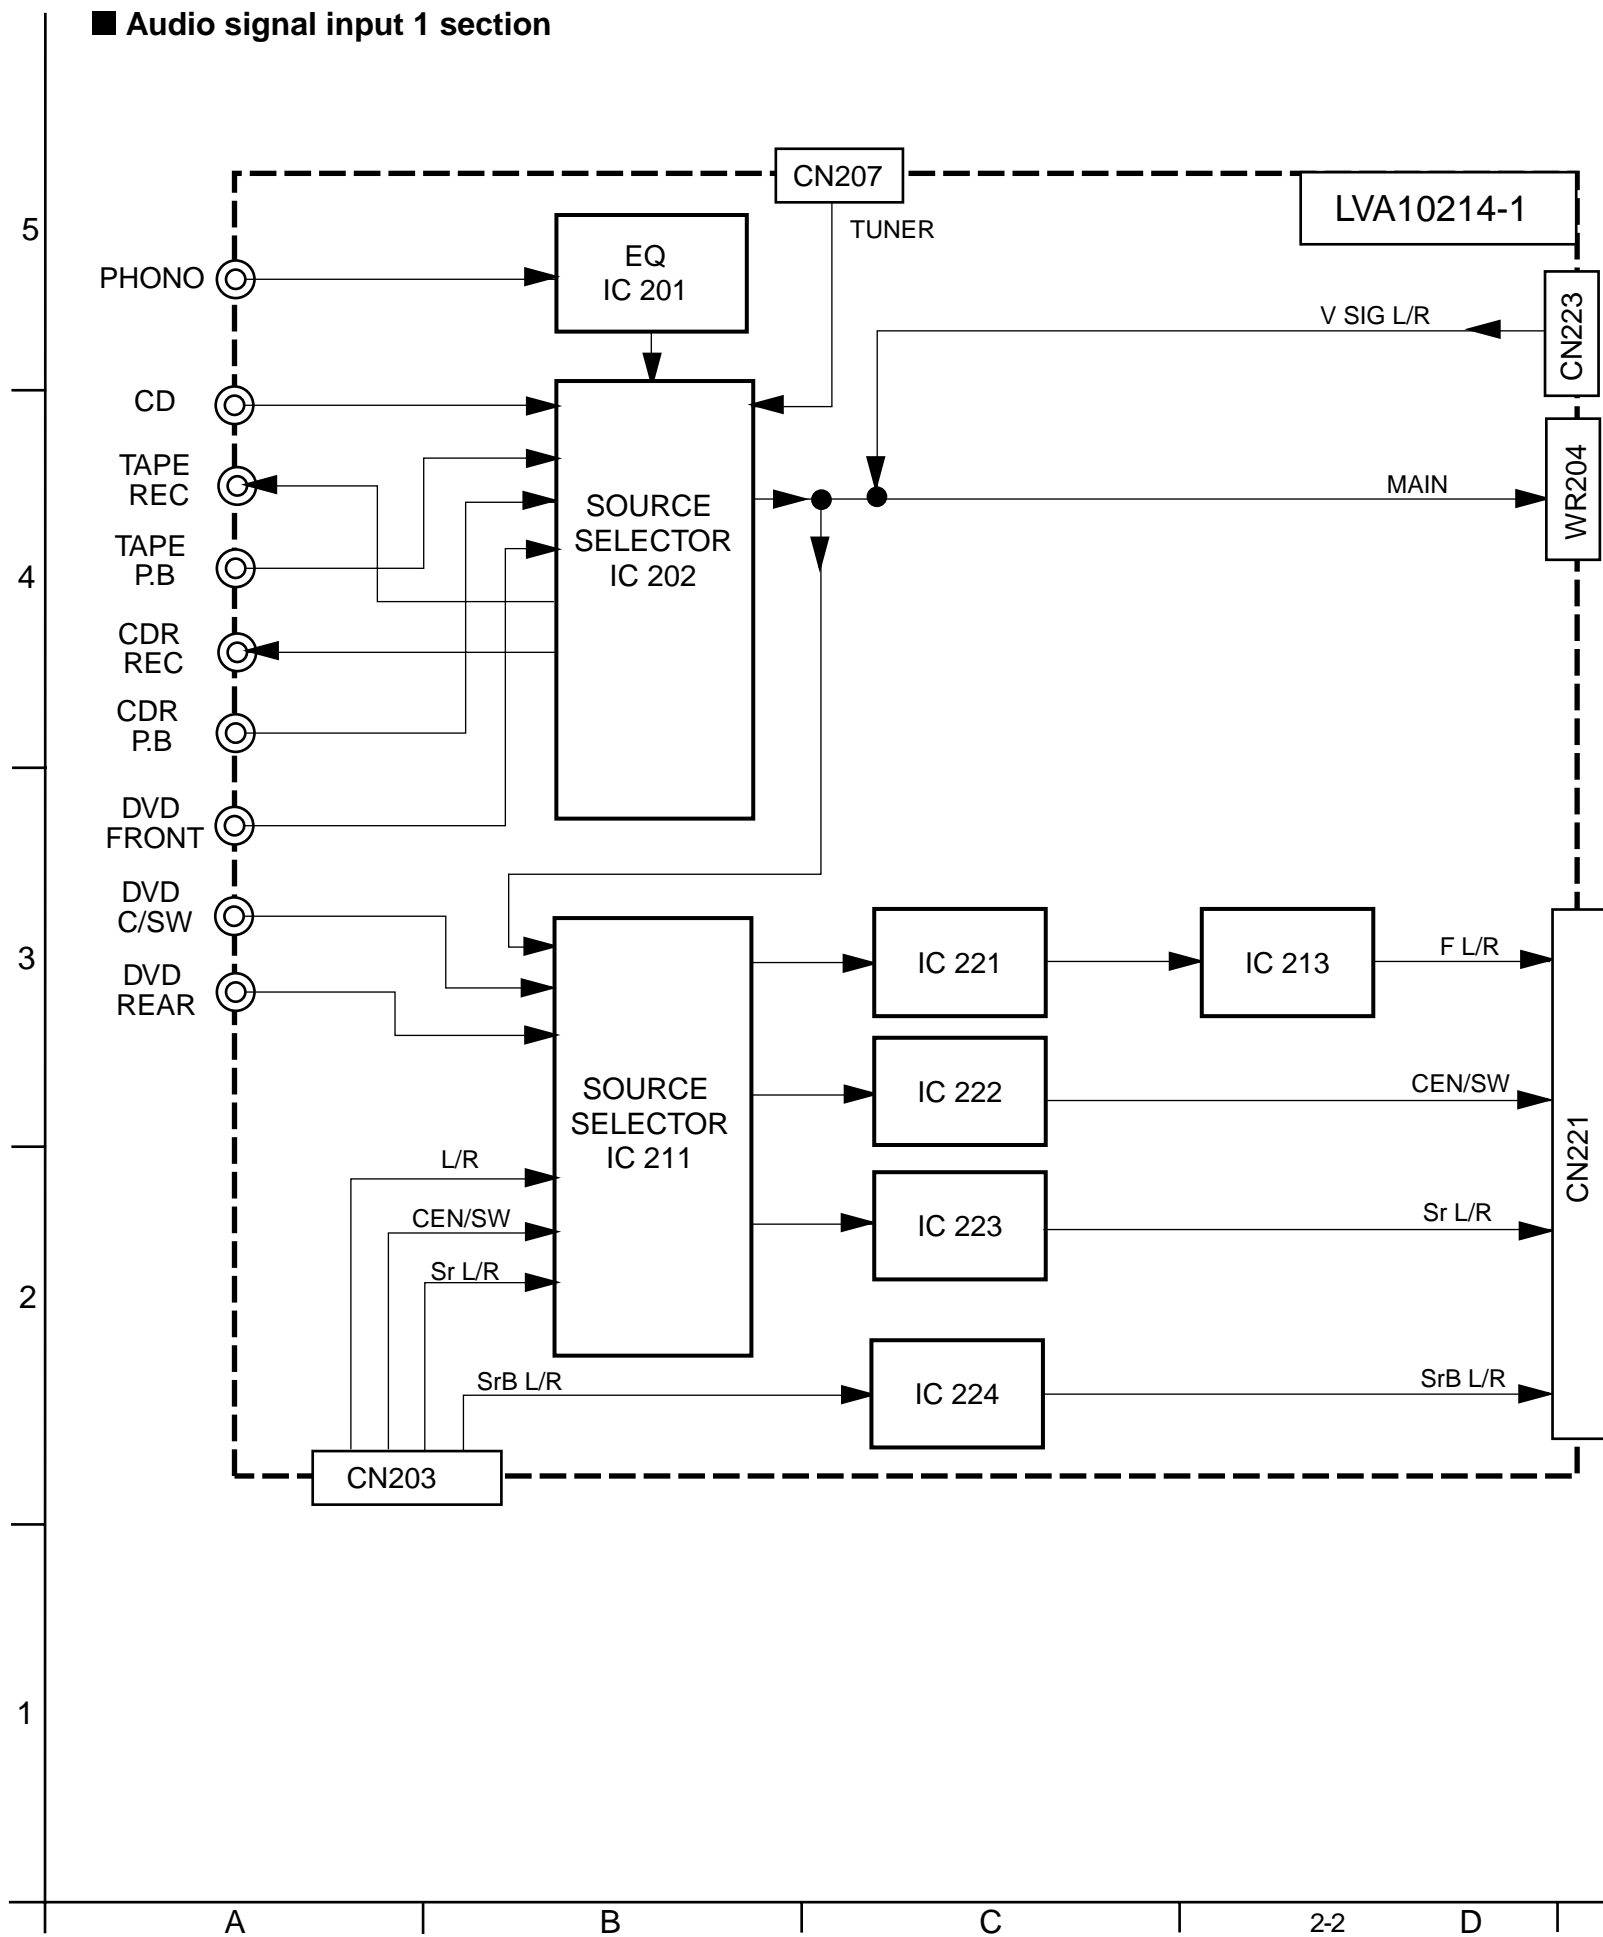 ■ Audio signal input 1 section
CN207
LVA10214-1
5
TUNER
EQ
IC 201
PHONO
V SIG L/R
CN223
CD
TAPE
REC
MAIN
WR204
SOURCE
SELECTOR
IC 202
TAPE
P.B
4
CDR
REC
CDR
P.B
DVD
FRONT
DVD
C/SW
3
IC 221
IC 213
F L/R
DVD
REAR
SOURCE
SELECTOR
IC 211
IC 222
CEN/SW
CN221
L/R
CEN/SW
Sr L/R
IC 223
Sr L/R
2
SrB L/R
IC 224
SrB L/R
CN203
1
A
B
C
2-2
D